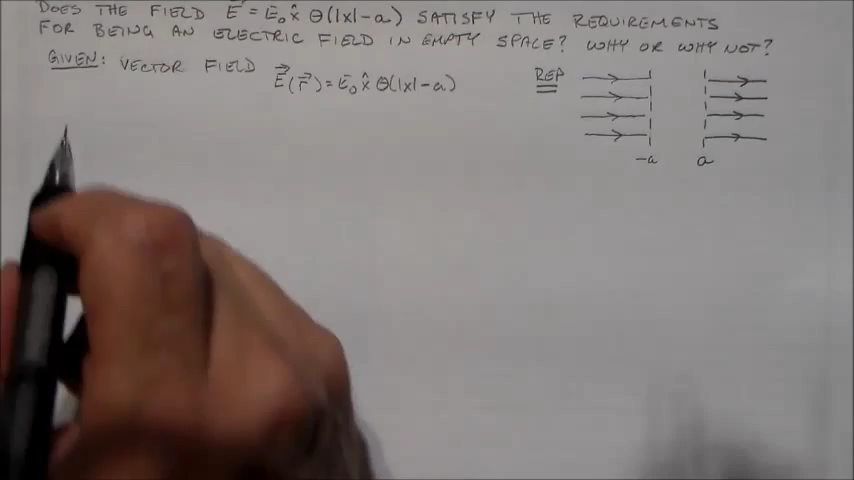 DOES THE FIELD E⃗ = E₀ x̂ Θ(|x|-a) SATISFY THE REQUIREMENTS
FOR BEING AN ELECTRIC FIELD IN EMPTY SPACE? WHY OR WHY NOT?
GIVEN: VECTOR FIELD E⃗(r⃗) = E₀ x̂ Θ(|x|-a)
REP
-a a